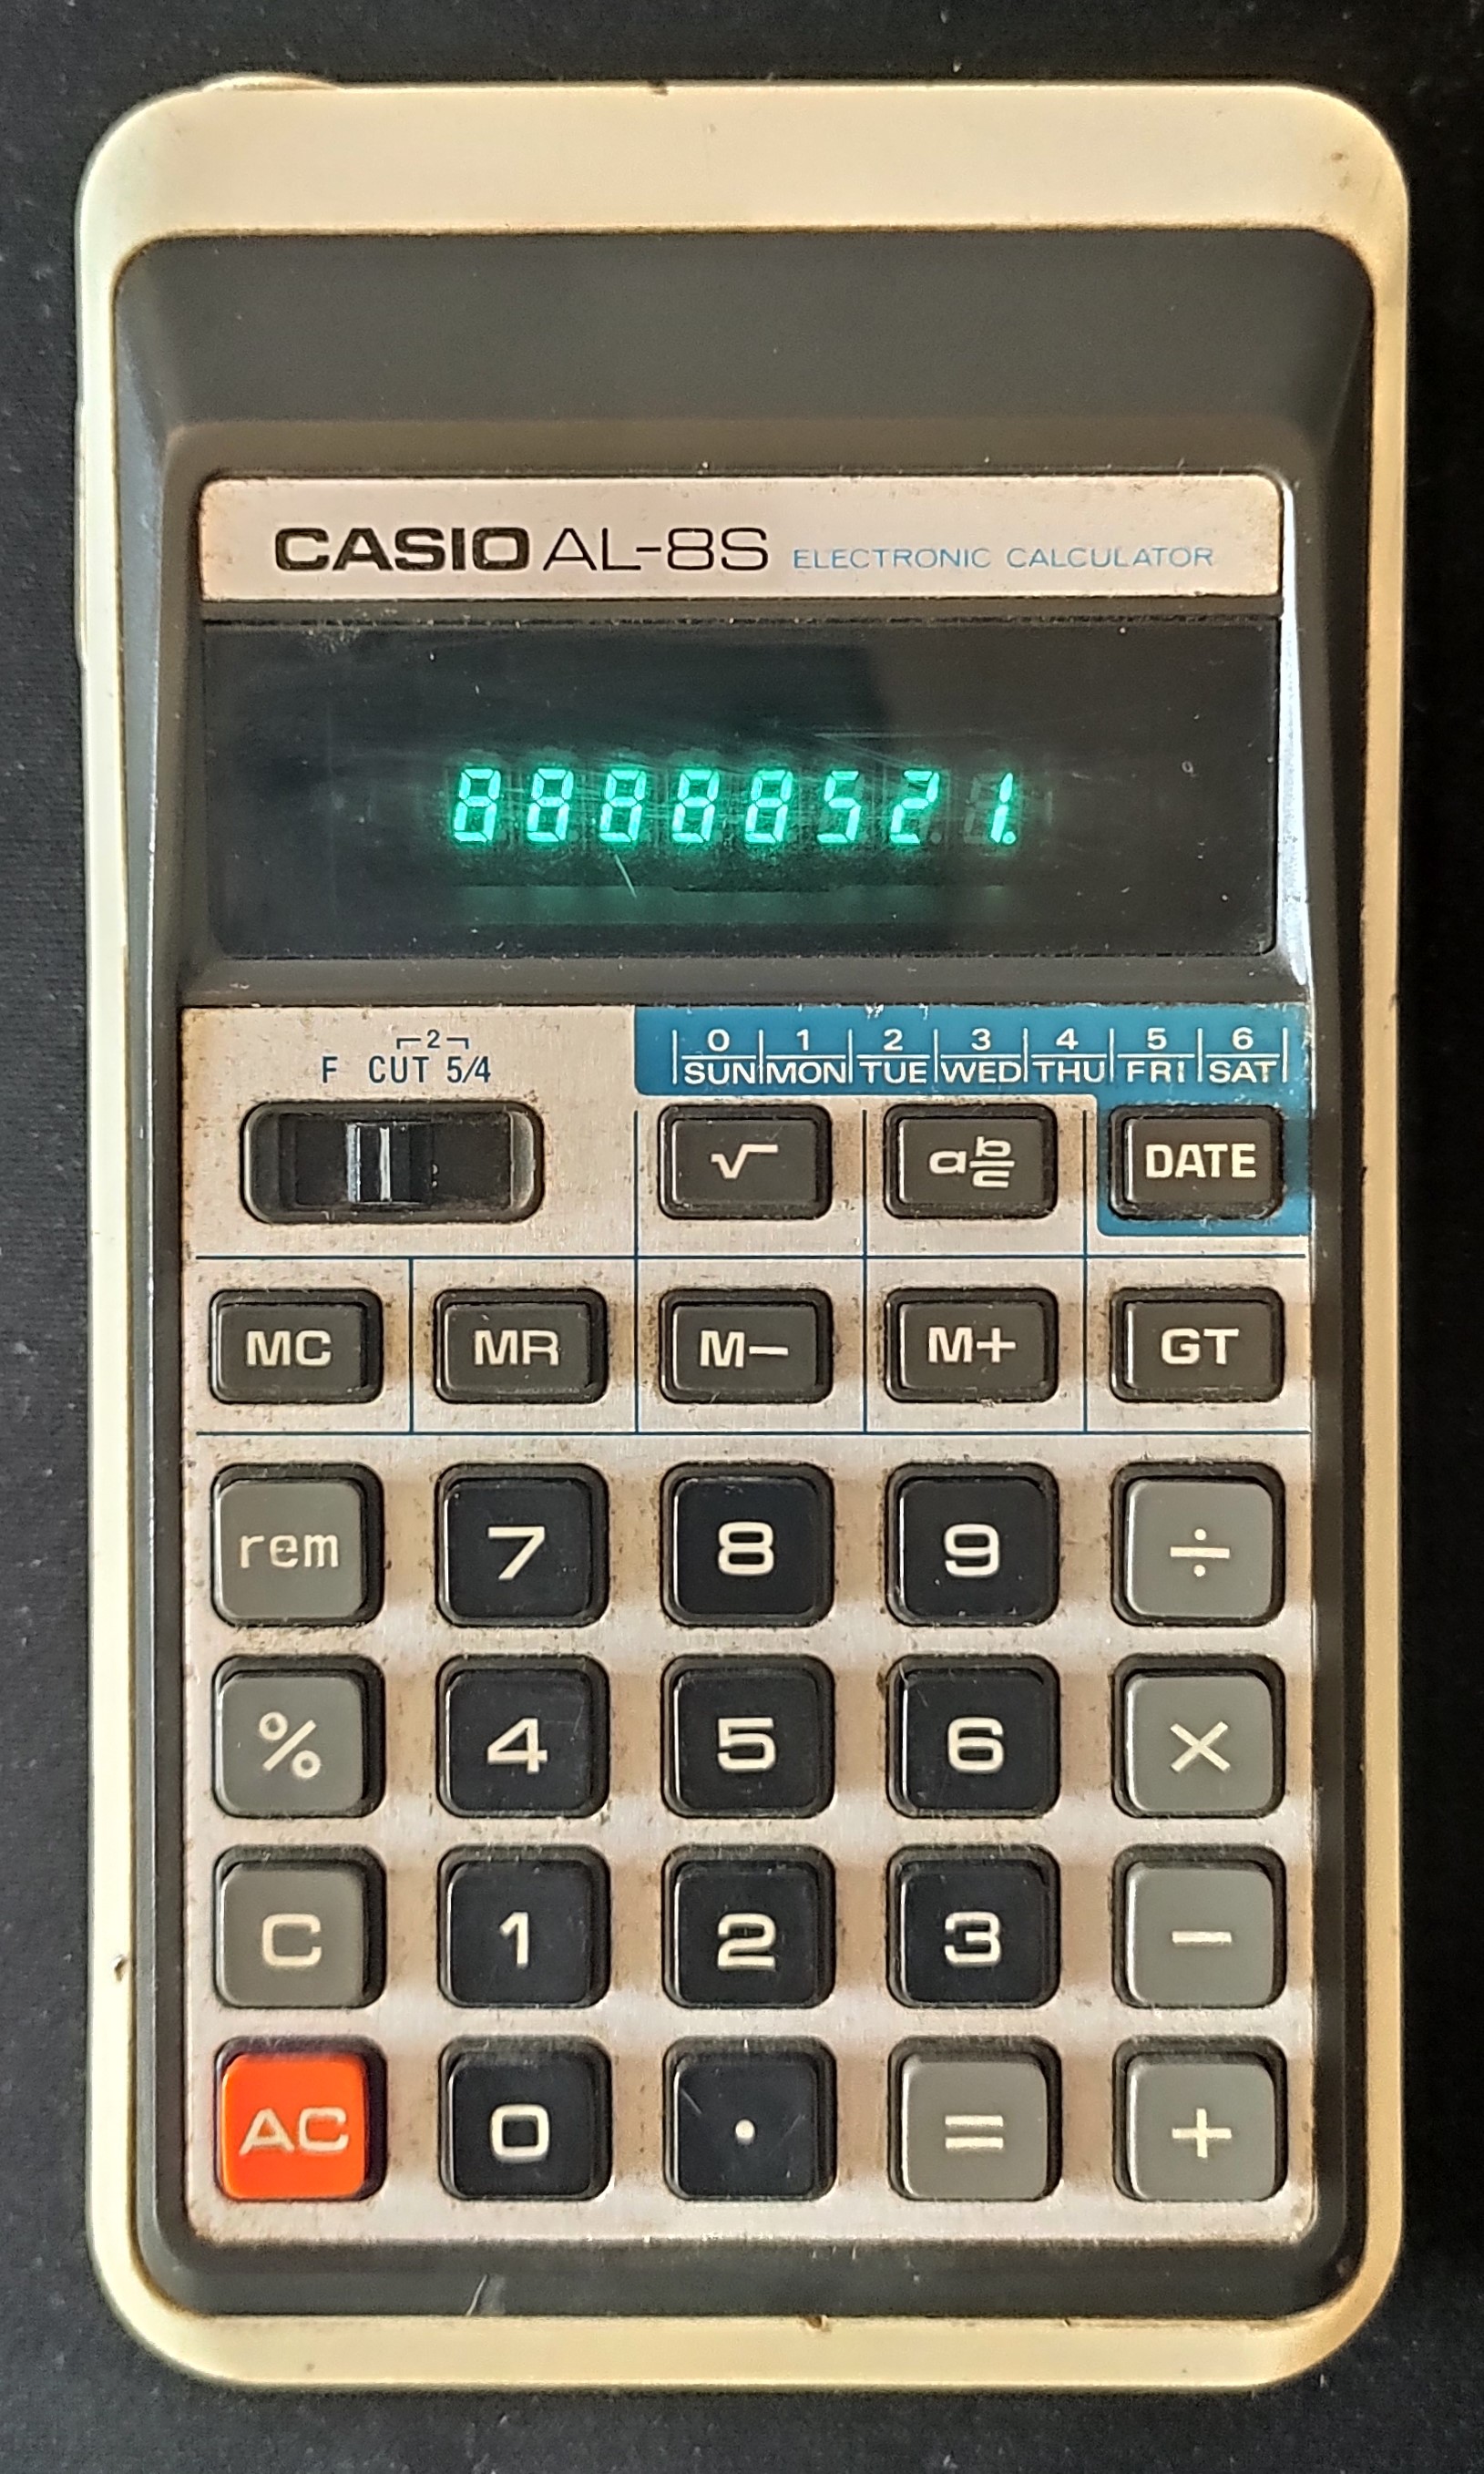 CASIO AL-8S ELECTRONIC CALCULATOR
88888521.
2
F CUT 5/4
0 1 2 3 4 5 6
SUN MON TUE WED THU FRI SAT
√ a b/c DATE
MC MR M− M+ GT
rem 7 8 9 ÷
% 4 5 6 ×
C 1 2 3 −
AC 0 . = +